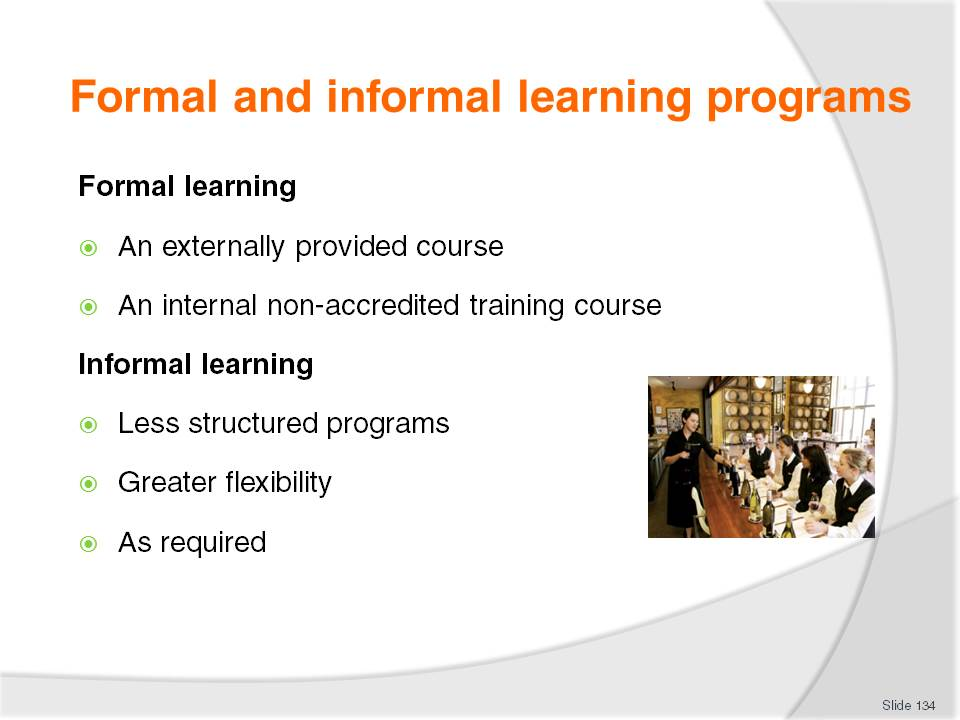 Formal and informal learning programs
Formal learning
An externally provided course
An internal non-accredited training course
Informal learning
Less structured programs
Greater flexibility
As required
Slide 134